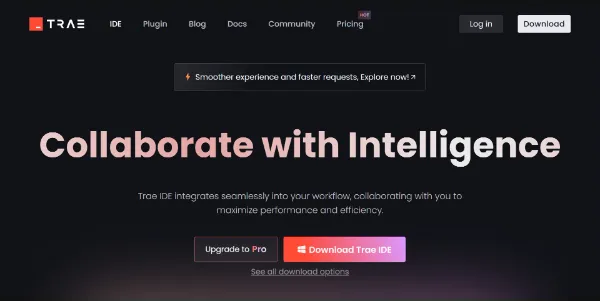 TRAE IDE Plugin Blog Docs Community Pricing HOT Log in Download
Smoother experience and faster requests, Explore now!
Collaborate with Intelligence
Trae IDE integrates seamlessly into your workflow, collaborating with you to
maximize performance and efficiency.
Upgrade to Pro Download Trae IDE
See all download options